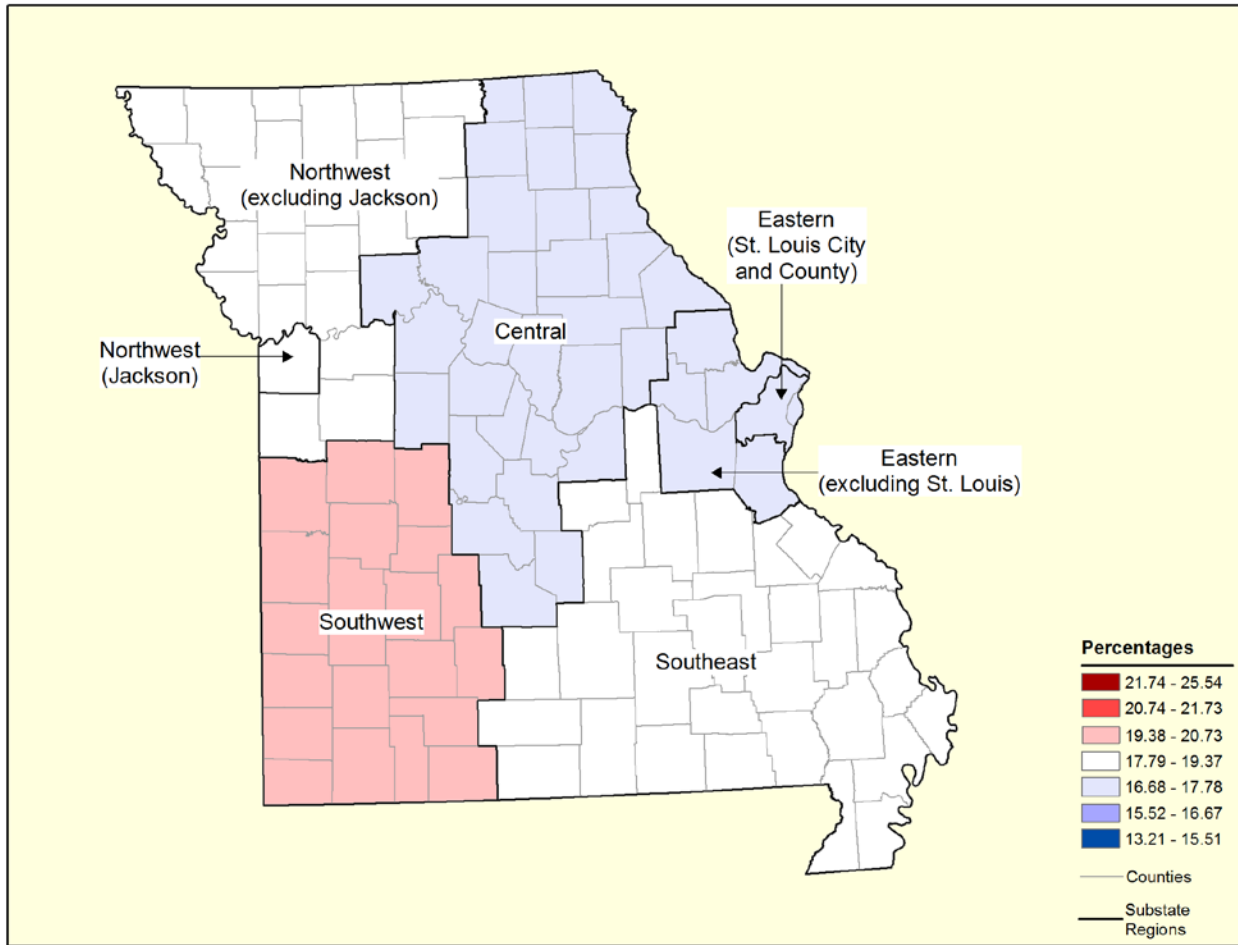 Northwest
(excluding Jackson)
Eastern
(St. Louis City
and County)
Central
Northwest
(Jackson)
Eastern
(excluding St. Louis)
Southwest
Southeast
Percentages
21.74 - 25.54
20.74 - 21.73
19.38 - 20.73
17.79 - 19.37
16.68 - 17.78
15.52 - 16.67
13.21 - 15.51
Counties
Substate
Regions